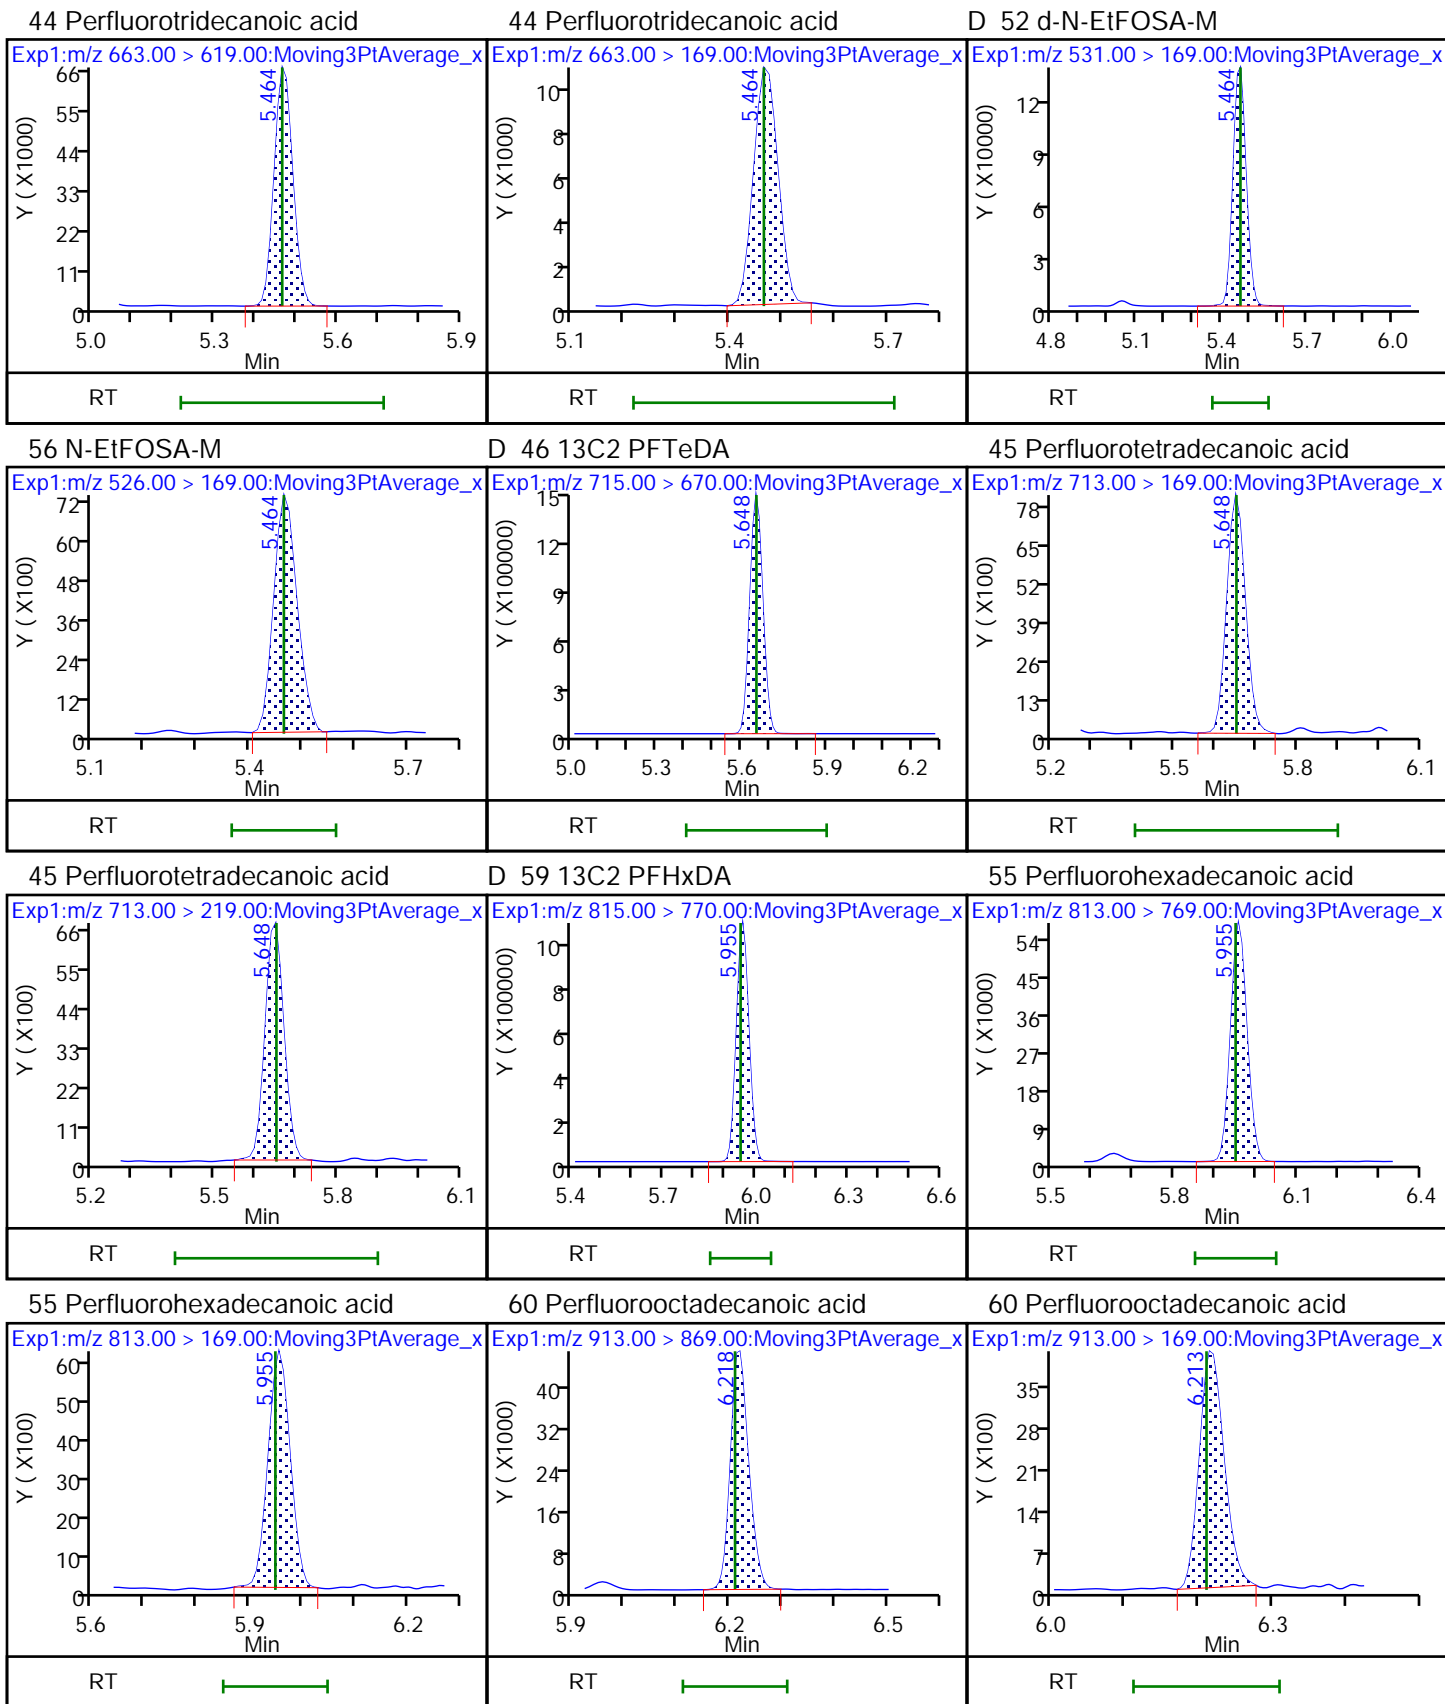 44 Perfluorotridecanoic acid
Exp1:m/z 663.00 > 619.00:Moving3PtAverage_x
5.464
Y ( X10000)
66
55
44
33
22
11
0
5.0 5.3 5.6 5.9
Min
RT
44 Perfluorotridecanoic acid
Exp1:m/z 663.00 > 169.00:Moving3PtAverage_x
5.464
Y ( X1000)
10
8
6
4
2
0
5.1 5.4 5.7
Min
RT
D 52 d-N-EtFOSA-M
Exp1:m/z 531.00 > 169.00:Moving3PtAverage_x
5.464
Y ( X10000)
12
9
6
3
0
4.8 5.1 5.4 5.7 6.0
Min
RT
56 N-EtFOSA-M
Exp1:m/z 526.00 > 169.00:Moving3PtAverage_x
5.464
Y ( X100)
72
60
48
36
24
12
0
5.1 5.4 5.7
Min
RT
D 46 13C2 PFTeDA
Exp1:m/z 715.00 > 670.00:Moving3PtAverage_x
5.648
Y ( X100000)
15
12
9
6
3
0
5.0 5.3 5.6 5.9 6.2
Min
RT
45 Perfluorotetradecanoic acid
Exp1:m/z 713.00 > 169.00:Moving3PtAverage_x
5.648
Y ( X100)
78
65
52
39
26
13
0
5.2 5.5 5.8 6.1
Min
RT
45 Perfluorotetradecanoic acid
Exp1:m/z 713.00 > 219.00:Moving3PtAverage_x
5.648
Y ( X100)
66
55
44
33
22
11
0
5.2 5.5 5.8 6.1
Min
RT
D 59 13C2 PFHxDA
Exp1:m/z 815.00 > 770.00:Moving3PtAverage_x
5.955
Y ( X100000)
10
8
6
4
2
0
5.4 5.7 6.0 6.3 6.6
Min
RT
55 Perfluorohexadecanoic acid
Exp1:m/z 813.00 > 769.00:Moving3PtAverage_x
5.955
Y ( X1000)
54
45
36
27
18
9
0
5.5 5.8 6.1 6.4
Min
RT
55 Perfluorohexadecanoic acid
Exp1:m/z 813.00 > 169.00:Moving3PtAverage_x
5.955
Y ( X100)
60
50
40
30
20
10
0
5.6 5.9 6.2
Min
RT
60 Perfluorooctadecanoic acid
Exp1:m/z 913.00 > 869.00:Moving3PtAverage_x
6.218
Y ( X1000)
40
32
24
16
8
0
5.9 6.2 6.5
Min
RT
60 Perfluorooctadecanoic acid
Exp1:m/z 913.00 > 169.00:Moving3PtAverage_x
6.213
Y ( X100)
35
28
21
14
7
0
6.0 6.3
Min
RT